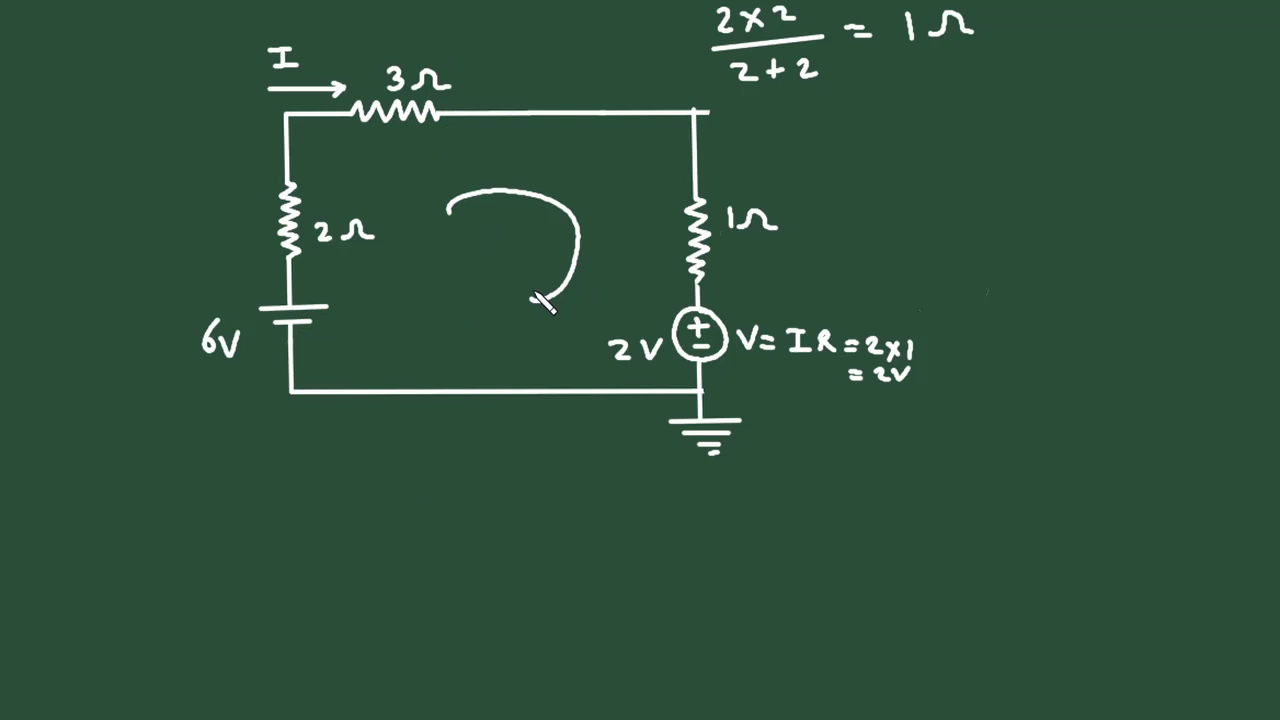 2×2
―― = 1Ω
2+2
I
3Ω
2Ω
1Ω
6V
2V
+
−
V= IR = 2×1
= 2V